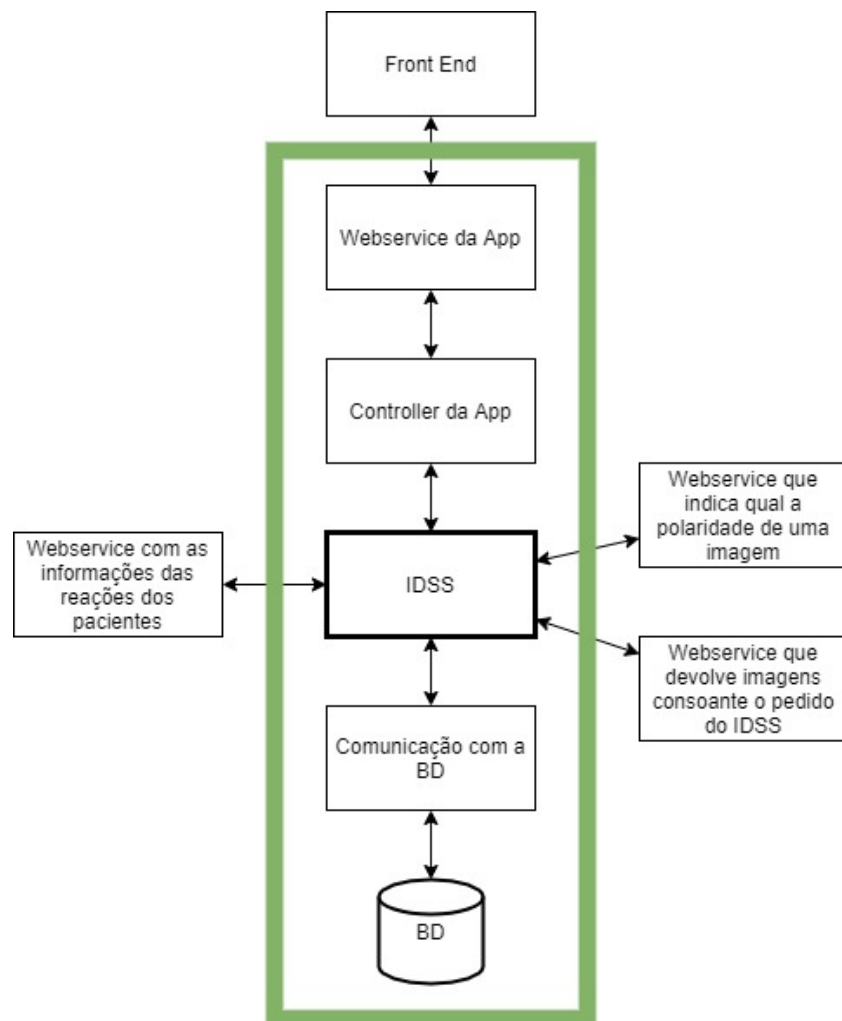 Front End
Webservice da App
Controller da App
Webservice que
indica qual a
polaridade de uma
imagem
Webservice com as
informações das
reações dos
pacientes
IDSS
Webservice que
devolve imagens
consoante o pedido
do IDSS
Comunicação com a
BD
BD